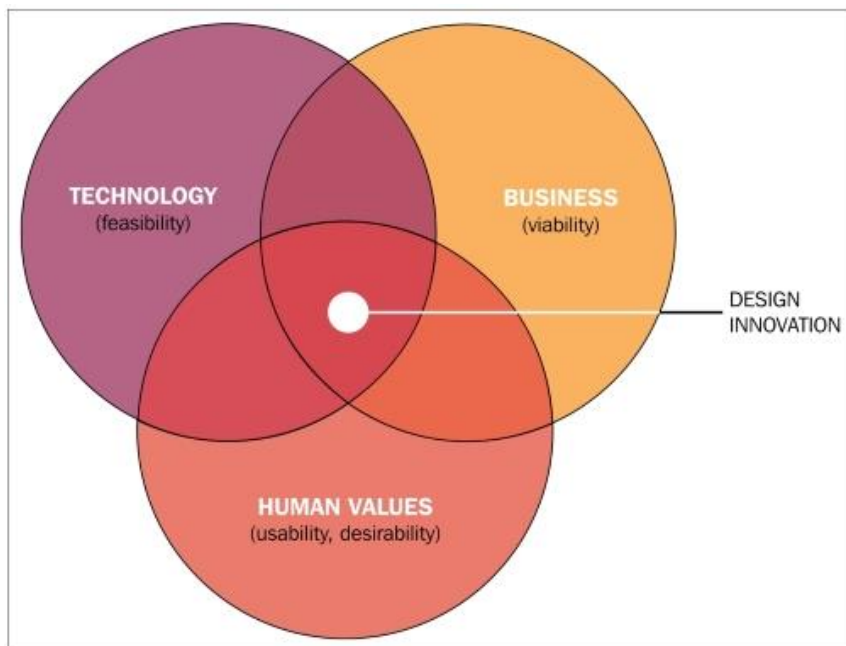 TECHNOLOGY
(feasibility)
BUSINESS
(viability)
DESIGN
INNOVATION
HUMAN VALUES
(usability, desirability)